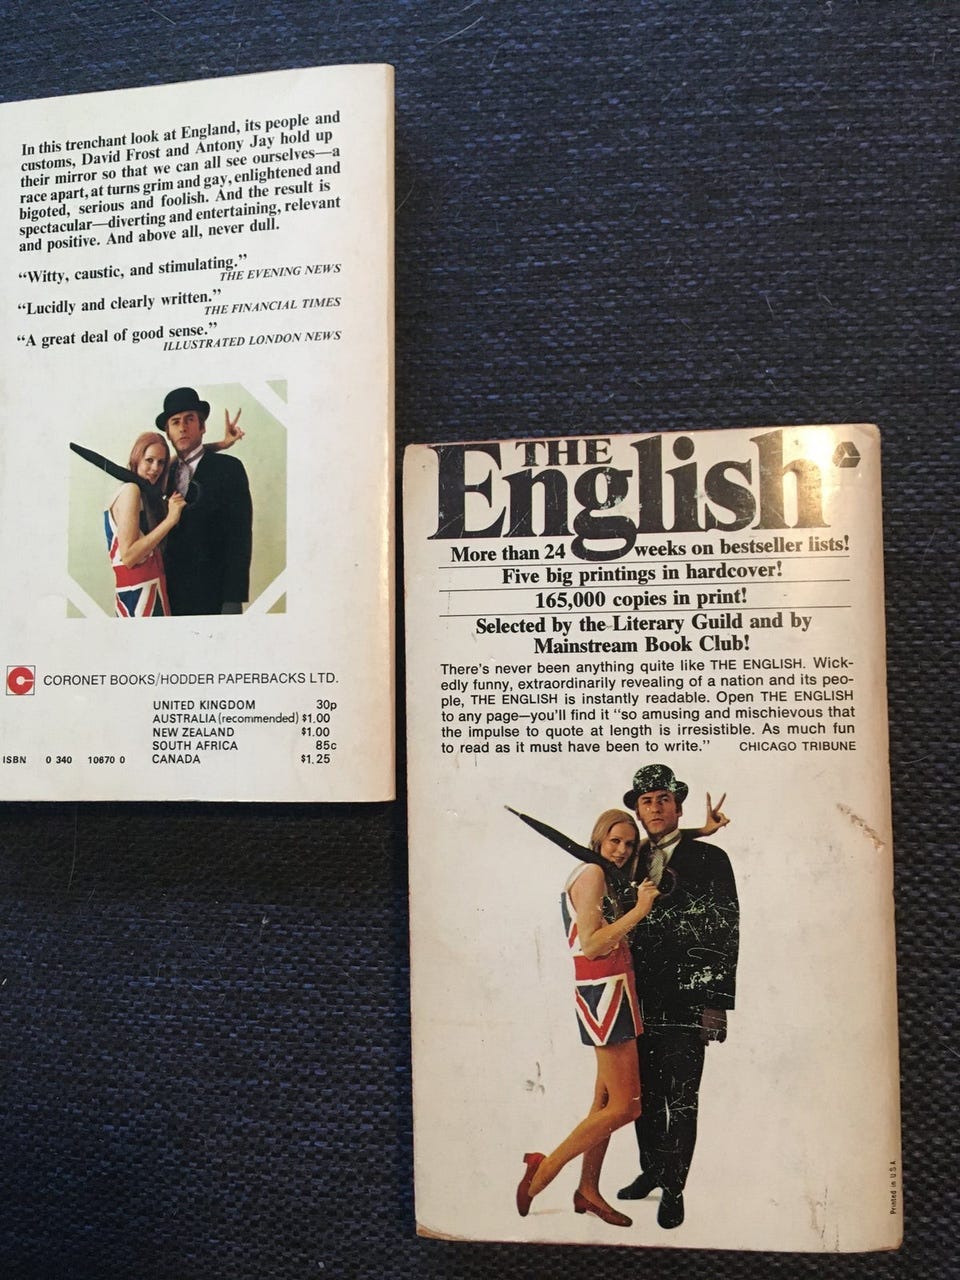 In this trenchant look at England, its people and
customs, David Frost and Antony Jay hold up
their mirror so that we can all see ourselves—a
race apart, at turns grim and gay, enlightened and
bigoted, serious and foolish. And the result is
spectacular—diverting and entertaining, relevant
and positive. And above all, never dull.
“Witty, caustic, and stimulating.”
THE EVENING NEWS
“Lucidly and clearly written.”
THE FINANCIAL TIMES
“A great deal of good sense.”
ILLUSTRATED LONDON NEWS
CORONET BOOKS/HODDER PAPERBACKS LTD.
UNITED KINGDOM 30p
AUSTRALIA (recommended) $1.00
NEW ZEALAND $1.00
SOUTH AFRICA 85c
ISBN 0 340 10670 0 CANADA $1.25
THE
English
More than 24 weeks on bestseller lists!
Five big printings in hardcover!
165,000 copies in print!
Selected by the Literary Guild and by
Mainstream Book Club!
There's never been anything quite like THE ENGLISH. Wick-
edly funny, extraordinarily revealing of a nation and its peo-
ple, THE ENGLISH is instantly readable. Open THE ENGLISH
to any page—you'll find it “so amusing and mischievous that
the impulse to quote at length is irresistible. As much fun
to read as it must have been to write.” CHICAGO TRIBUNE
Printed in U.S.A.